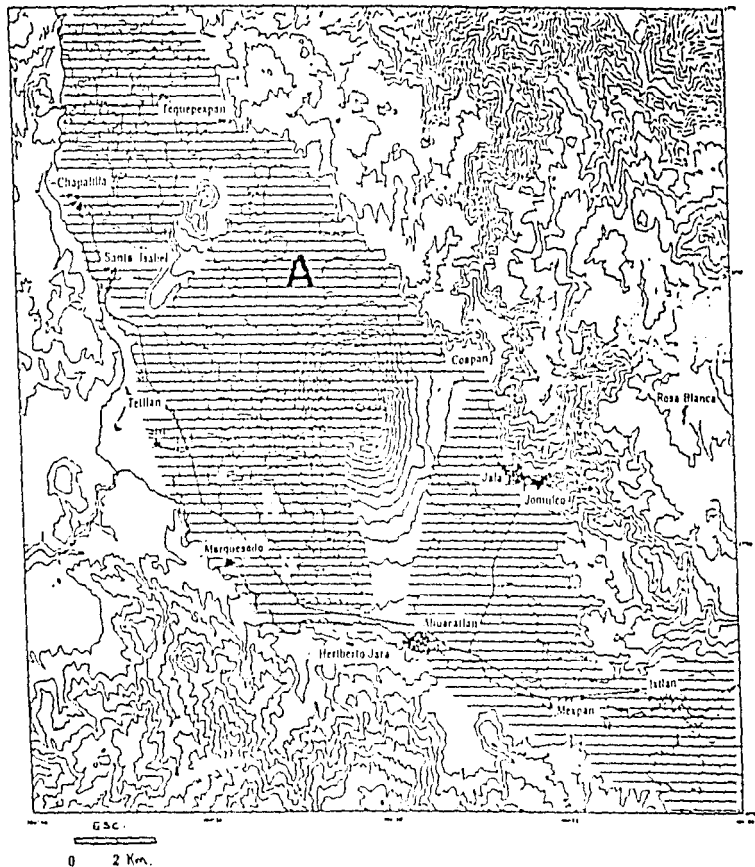 Tequepexpan
Chapalilla
Santa Isabel
A
Coapan
Tetitlan
Rosa Blanca
Jala
Jomulco
Marquesado
Ahuacatlan
Heriberto Jara
Ixtlan
Mexpan
G S C.
0 2 Km.